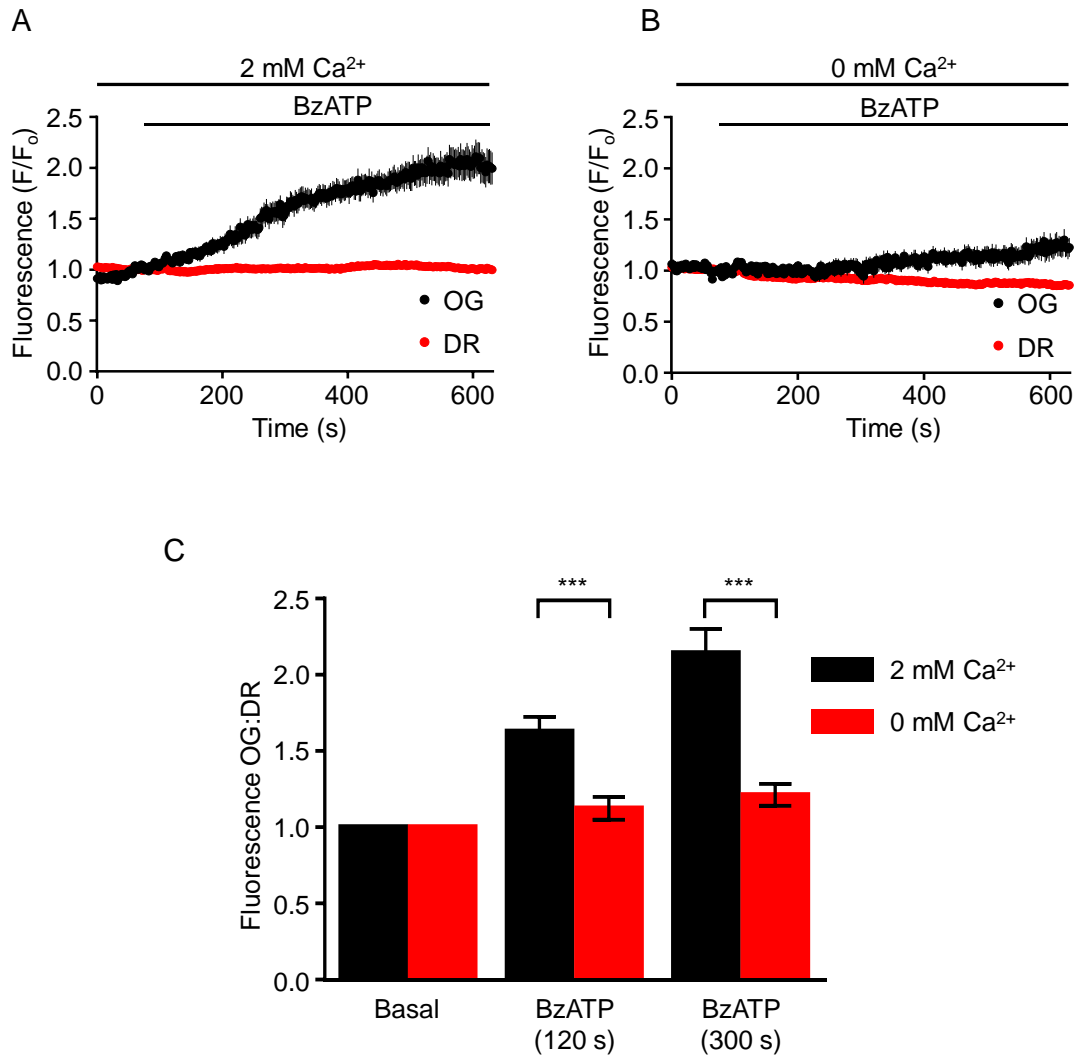 A
2 mM Ca²⁺
BzATP
Fluorescence (F/Fₒ)
2.5
2.0
1.5
1.0
0.5
0.0
OG
DR
0 200 400 600
Time (s)
B
0 mM Ca²⁺
BzATP
Fluorescence (F/Fₒ)
2.5
2.0
1.5
1.0
0.5
0.0
OG
DR
0 200 400 600
Time (s)
C
Fluorescence OG:DR
2.5
2.0
1.5
1.0
0.5
0.0
*** ***
2 mM Ca²⁺
0 mM Ca²⁺
Basal BzATP BzATP
(120 s) (300 s)